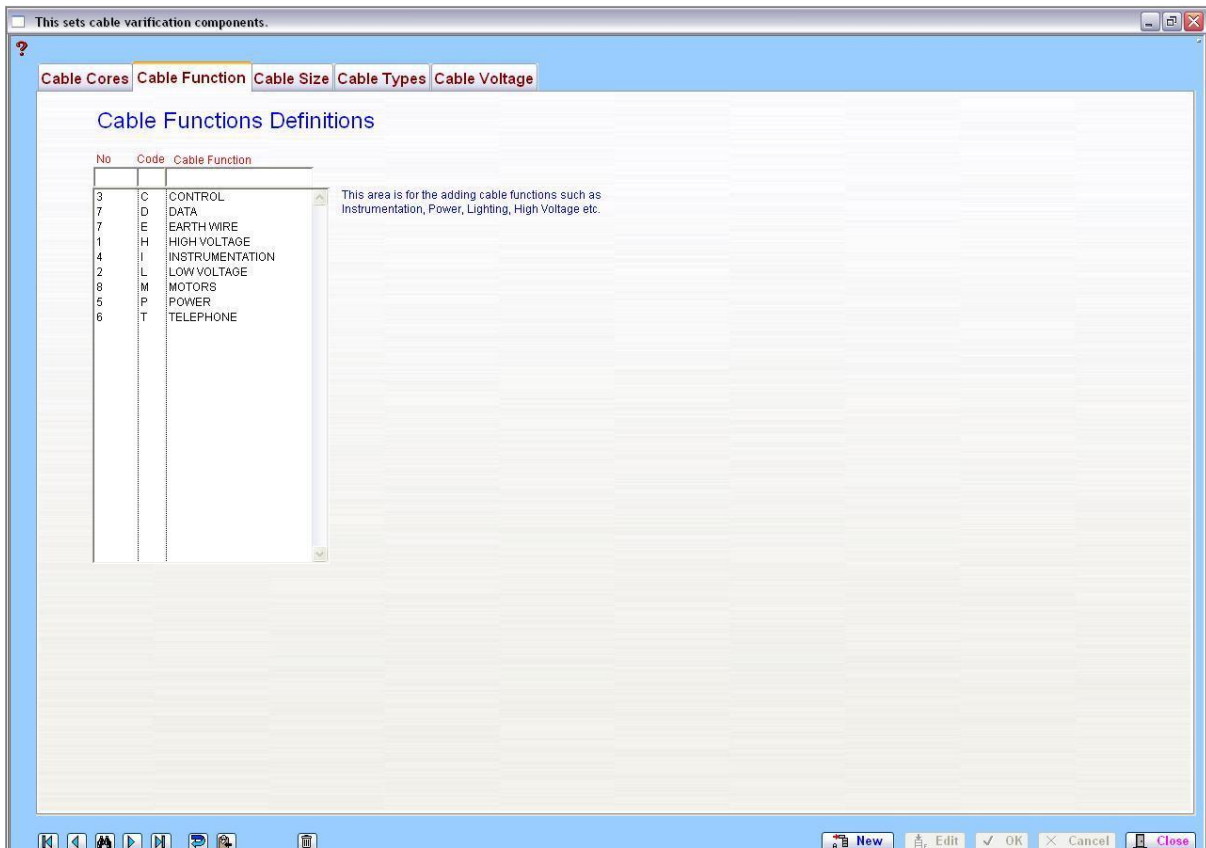 This sets cable varification components.
?
Cable Cores Cable Function Cable Size Cable Types Cable Voltage
Cable Functions Definitions
No Code Cable Function
3 C CONTROL
7 D DATA
7 E EARTH WIRE
1 H HIGH VOLTAGE
4 I INSTRUMENTATION
2 L LOW VOLTAGE
8 M MOTORS
5 P POWER
6 T TELEPHONE
This area is for the adding cable functions such as
Instrumentation, Power, Lighting, High Voltage etc.
New Edit OK Cancel Close